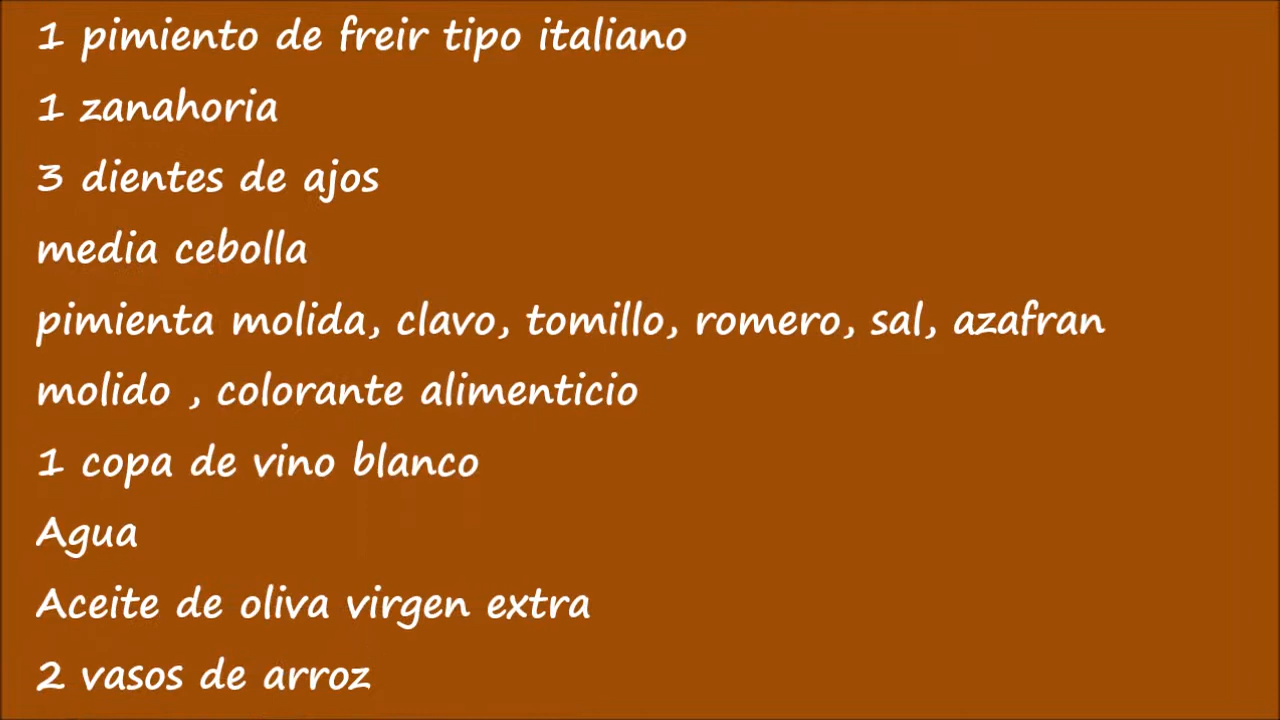 1 pimiento de freir tipo italiano
1 zanahoria
3 dientes de ajos
media cebolla
pimienta molida, clavo, tomillo, romero, sal, azafran
molido , colorante alimenticio
1 copa de vino blanco
Agua
Aceite de oliva virgen extra
2 vasos de arroz